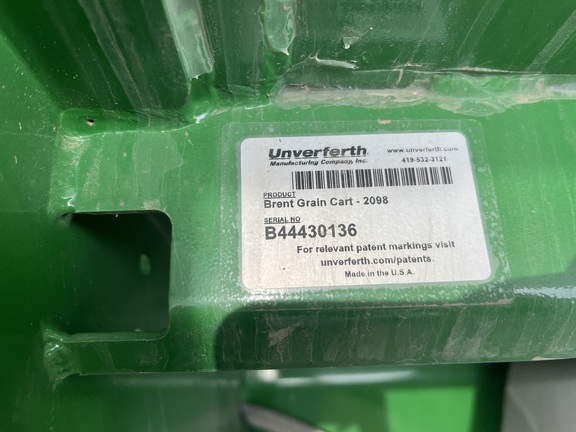 Unverferth www.unverferth.com
Manufacturing Company, Inc. 419-532-3121
PRODUCT
Brent Grain Cart - 2098
SERIAL NO
B44430136
For relevant patent markings visit
unverferth.com/patents.
Made in the U.S.A.